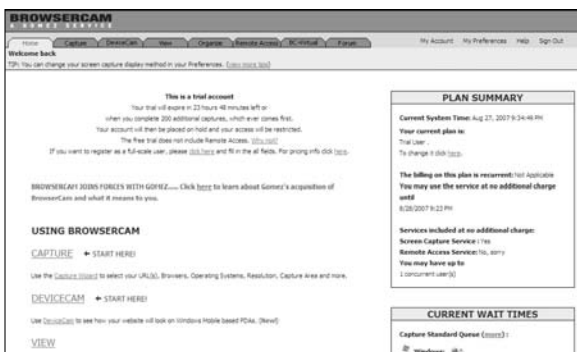 BROWSERCAM
A GOMEZ SERVICE
Home Capture DeviceCam View Organize Remote Access BC-Virtual Forum
My Account My Preferences Help Sign Out
Welcome back
TIP: You can change your screen capture display method in your Preferences. (view more tips)
This is a trial account
Your trial will expire in 23 hours 48 minutes left or
when you complete 200 additional captures, which ever comes first.
Your account will then be placed on hold and your access will be restricted.
The free trial does not include Remote Access. Why not?
If you want to register as a full-scale user, please click here and fill in the all fields. For pricing info click here.
BROWSERCAM JOINS FORCES WITH GOMEZ..... Click here to learn about Gomez's acquisition of
BrowserCam and what it means to you.
USING BROWSERCAM
CAPTURE ← START HERE!
Use the Capture Wizard to select your URL(s), Browsers, Operating Systems, Resolution, Capture Area and more.
DEVICECAM ← START HERE!
Use DeviceCam to see how your website will look on Windows Mobile based PDAs. (New!)
VIEW
PLAN SUMMARY
Current System Time: Aug 27, 2007 9:34:46 PM
Your current plan is:
Trial User .
To change it click here.
The billing on this plan is recurrent: Not Applicable
You may use the service at no additional charge
until
8/28/2007 9:23 PM
Services included at no additional charge:
Screen Capture Service : Yes
Remote Access Service: No, sorry
You may have up to
1 concurrent user(s)
CURRENT WAIT TIMES
Capture Standard Queue (more) :
Windows: